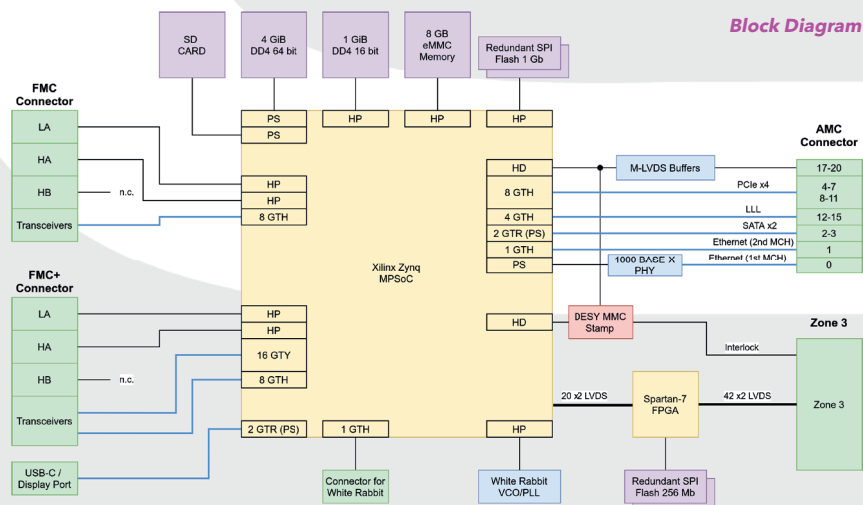 Block Diagram
SD
CARD
4 GiB
DD4 64 bit
1 GiB
DD4 16 bit
8 GB
eMMC
Memory
Redundant SPI
Flash 1 Gb
FMC
Connector
LA
HA
HB
n.c.
Transceivers
PS
PS
HP
HP
HP
HP
HP
8 GTH
HD
8 GTH
4 GTH
2 GTR (PS)
1 GTH
PS
M-LVDS Buffers
PCIe x4
LLL
SATA x2
Ethernet (2nd MCH)
Ethernet (1st MCH)
1000 BASE X
PHY
AMC
Connector
17-20
4-7
8-11
12-15
2-3
1
0
Xilinx Zynq
MPSoC
FMC+
Connector
LA
HA
HB
n.c.
Transceivers
HP
HP
16 GTY
8 GTH
2 GTR (PS)
1 GTH
HP
HD
DESY MMC
Stamp
Interlock
Zone 3
Zone 3
20 x2 LVDS
Spartan-7
FPGA
42 x2 LVDS
USB-C /
Display Port
Connector for
White Rabbit
White Rabbit
VCO/PLL
Redundant SPI
Flash 256 Mb